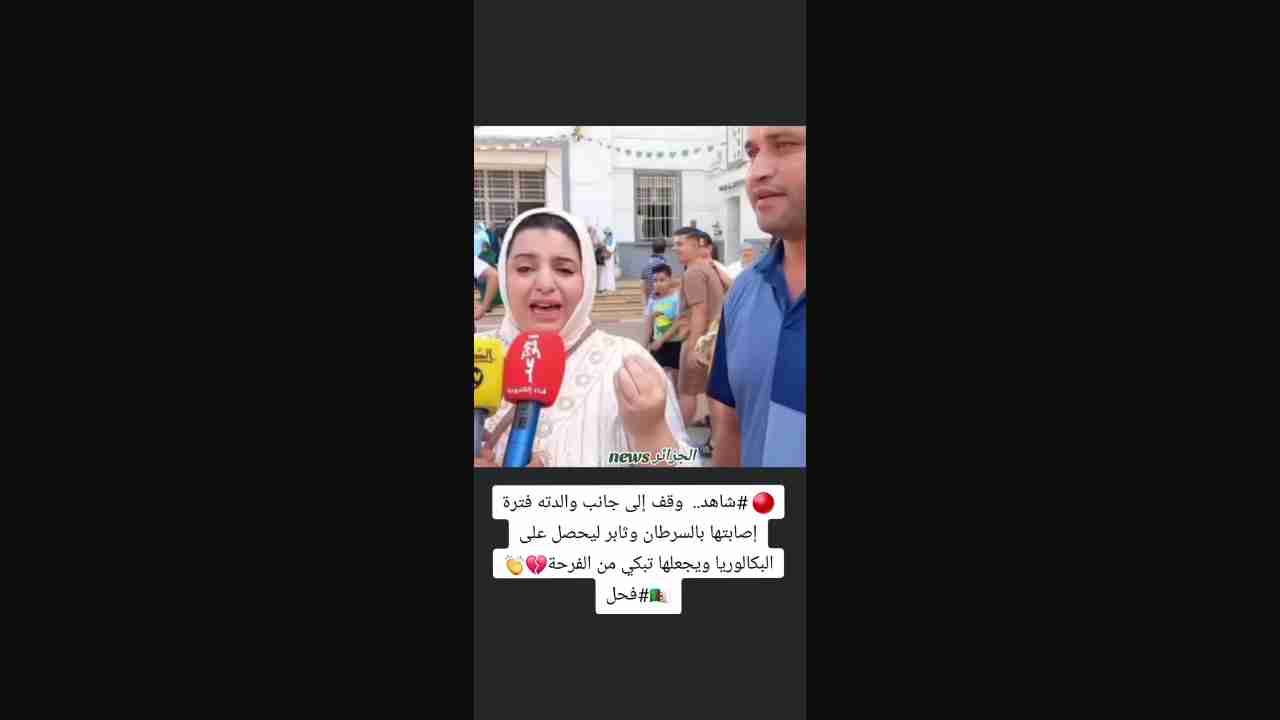 الجزائر news
🔴 #شاهد.. وقف إلى جانب والدته فترة
إصابتها بالسرطان وثابر ليحصل على
البكالوريا ويجعلها تبكي من الفرحة💔👏
🇩🇿#فحل